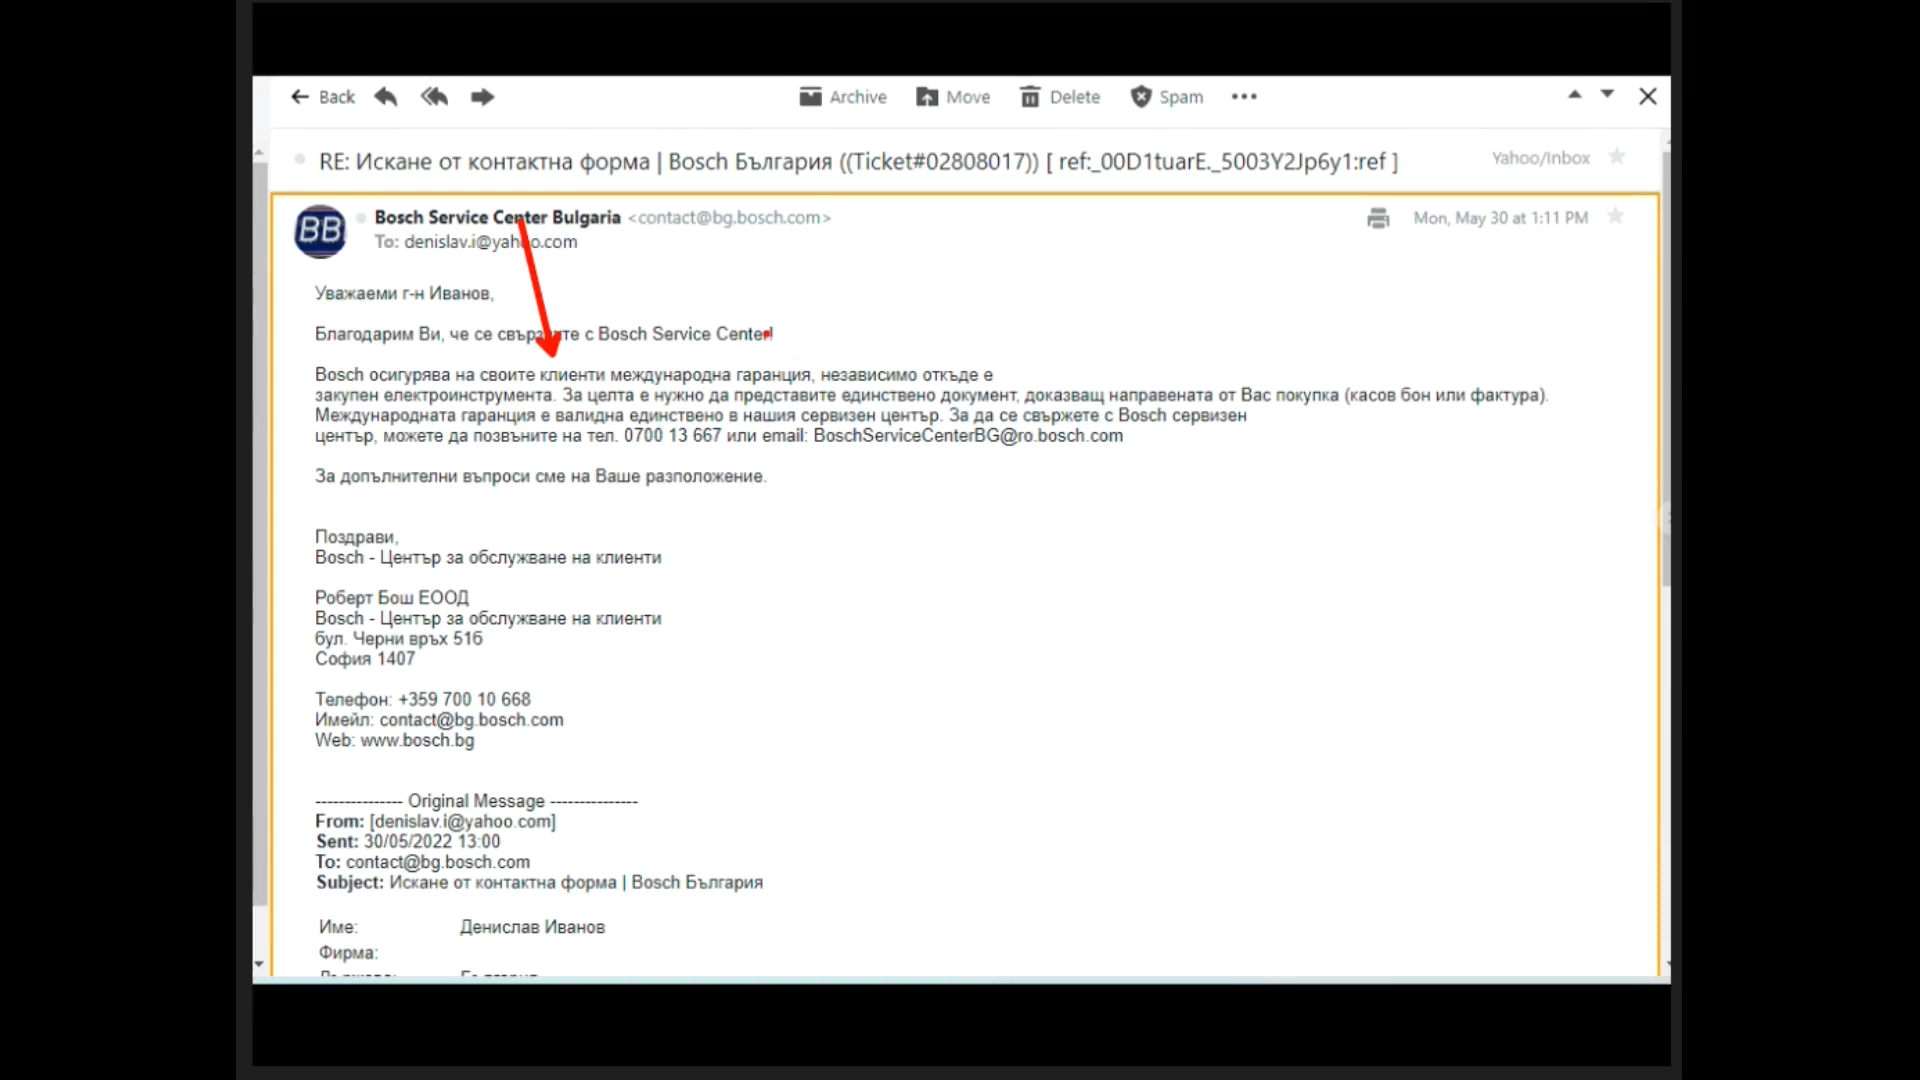 Back Archive Move Delete Spam
RE: Искане от контактна форма | Bosch България ((Ticket#02808017)) [ ref:_00D1tuarE._5003Y2Jp6y1:ref ] Yahoo/Inbox
BB Bosch Service Center Bulgaria <contact@bg.bosch.com> Mon, May 30 at 1:11 PM
To: denislav.i@yahoo.com
Уважаеми г-н Иванов,
Благодарим Ви, че се свързвате с Bosch Service Center!
Bosch осигурява на своите клиенти международна гаранция, независимо откъде е
закупен електроинструмента. За целта е нужно да представите единствено документ, доказващ направената от Вас покупка (касов бон или фактура).
Международната гаранция е валидна единствено в нашия сервизен център. За да се свържете с Bosch сервизен
център, можете да позвъните на тел. 0700 13 667 или email: BoschServiceCenterBG@ro.bosch.com
За допълнителни въпроси сме на Ваше разположение.
Поздрави,
Bosch - Център за обслужване на клиенти
Роберт Бош ЕООД
Bosch - Център за обслужване на клиенти
бул. Черни връх 51б
София 1407
Телефон: +359 700 10 668
Имейл: contact@bg.bosch.com
Web: www.bosch.bg
--------------- Original Message ---------------
From: [denislav.i@yahoo.com]
Sent: 30/05/2022 13:00
To: contact@bg.bosch.com
Subject: Искане от контактна форма | Bosch България
Име: Денислав Иванов
Фирма: